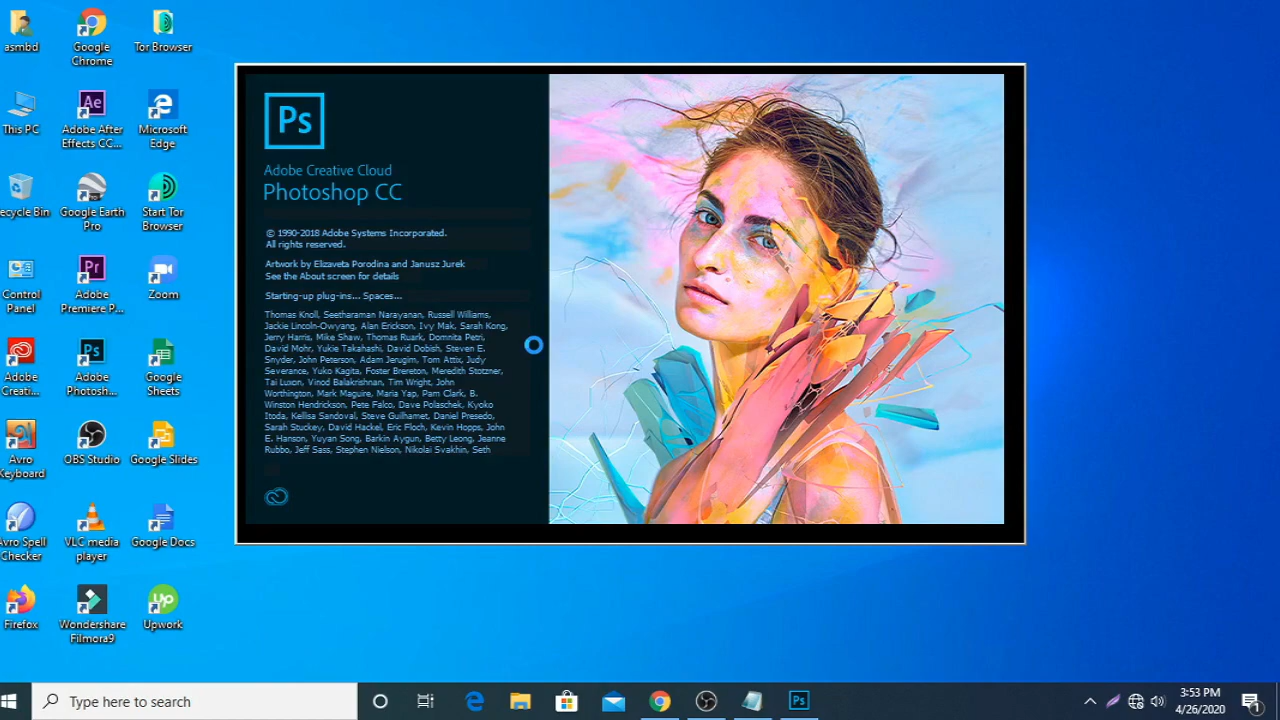 asmbd
Google
Chrome
Tor Browser
This PC
Ae
Adobe After
Effects CC...
Microsoft
Edge
ecycle Bin
Google Earth
Pro
Start Tor
Browser
Control
Panel
Pr
Adobe
Premiere P...
Zoom
Adobe
Creati...
Ps
Adobe
Photosh...
Google
Sheets
Avro
Keyboard
OBS Studio
Google Slides
Avro Spell
Checker
VLC media
player
Google Docs
Firefox
Wondershare
Filmora9
Up
Upwork
Ps
Adobe Creative Cloud
Photoshop CC
© 1990-2018 Adobe Systems Incorporated.
All rights reserved.
Artwork by Elizaveta Porodina and Janusz Jurek
See the About screen for details
Starting-up plug-ins... Spaces...
Thomas Knoll, Seetharaman Narayanan, Russell Williams,
Jackie Lincoln-Owyang, Alan Erickson, Ivy Mak, Sarah Kong,
Jerry Harris, Mike Shaw, Thomas Ruark, Domnita Petri,
David Mohr, Yukie Takahashi, David Dobish, Steven E.
Snyder, John Peterson, Adam Jerugim, Tom Attix, Judy
Severance, Yuko Kagita, Foster Brereton, Meredith Stotzner,
Tai Luxon, Vinod Balakrishnan, Tim Wright, John
Worthington, Mark Maguire, Maria Yap, Pam Clark, B.
Winston Hendrickson, Pete Falco, Dave Polaschek, Kyoko
Itoda, Kellisa Sandoval, Steve Guilhamet, Daniel Presedo,
Sarah Stuckey, David Hackel, Eric Floch, Kevin Hopps, John
E. Hanson, Yuyan Song, Barkin Aygun, Betty Leong, Jeanne
Rubbo, Jeff Sass, Stephen Nielson, Nikolai Svakhin, Seth
Type here to search
Ps
3:53 PM
4/26/2020
1